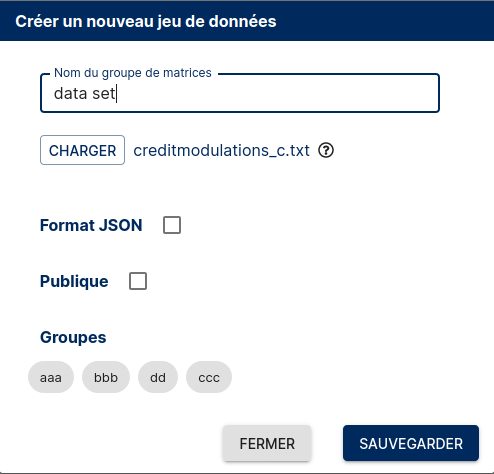 Créer un nouveau jeu de données
Nom du groupe de matrices
data set
CHARGER creditmodulations_c.txt ?
Format JSON
Publique
Groupes
aaa bbb dd ccc
FERMER SAUVEGARDER